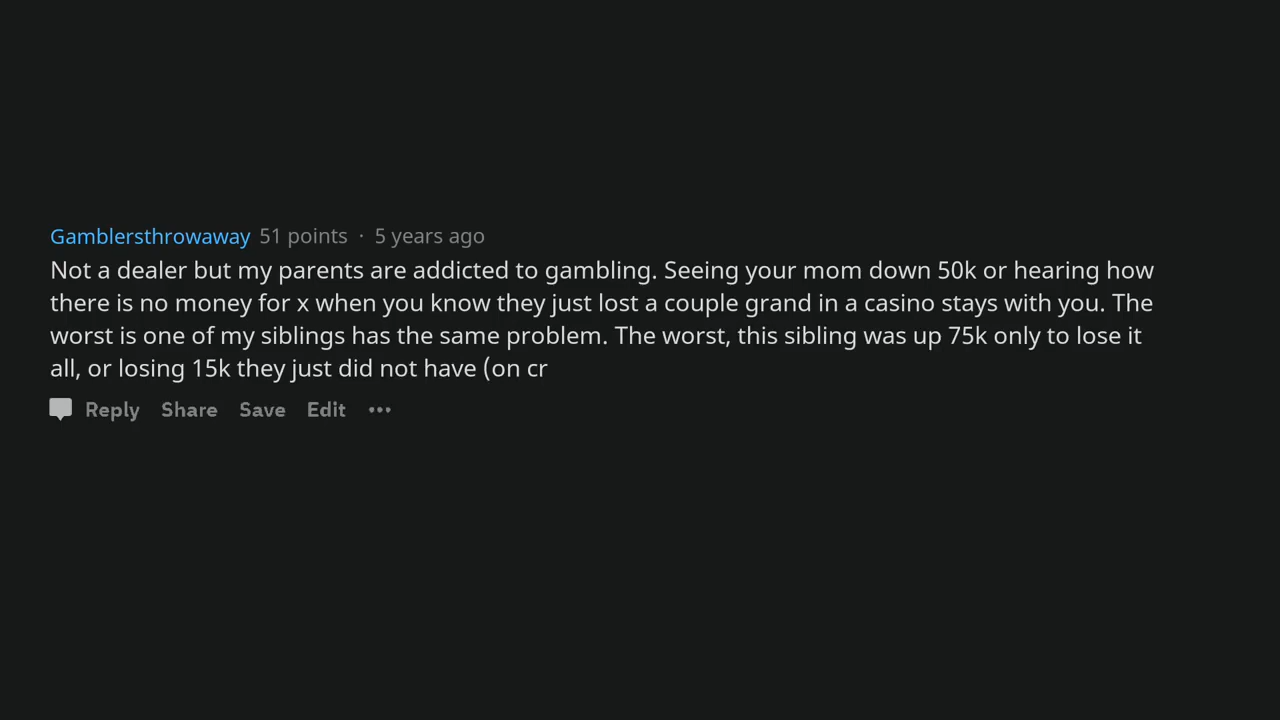 Gamblersthrowaway 51 points · 5 years ago
Not a dealer but my parents are addicted to gambling. Seeing your mom down 50k or hearing how
there is no money for x when you know they just lost a couple grand in a casino stays with you. The
worst is one of my siblings has the same problem. The worst, this sibling was up 75k only to lose it
all, or losing 15k they just did not have (on cr
Reply Share Save Edit •••